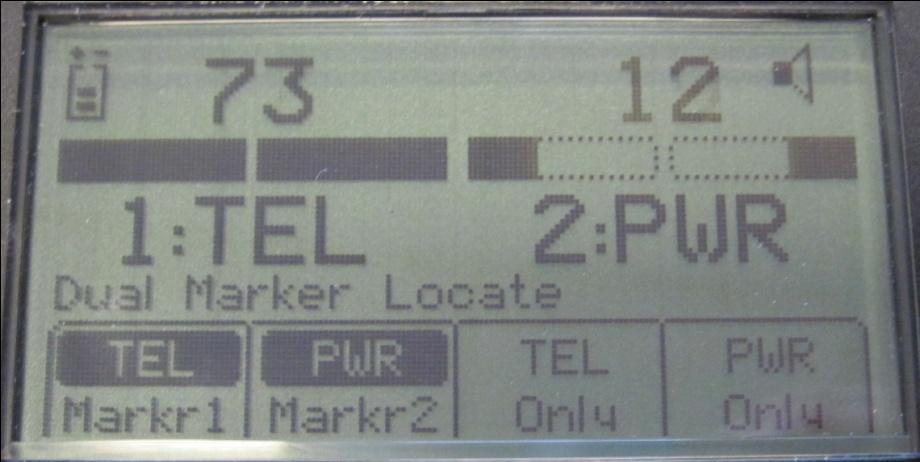 73 12
1:TEL 2:PWR
Dual Marker Locate
TEL PWR TEL PWR
Markr1 Markr2 Only Only